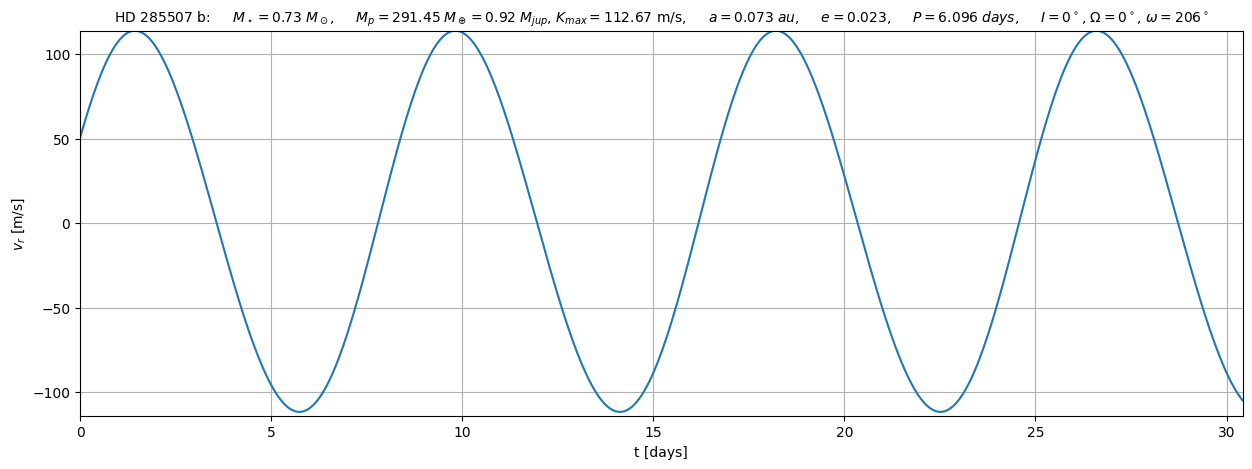 HD 285507 b: M⋆ = 0.73 M⊙, Mp = 291.45 M⊕ = 0.92 Mjup, Kmax = 112.67 m/s, a = 0.073 au, e = 0.023, P = 6.096 days, I = 0°, Ω = 0°, ω = 206°
100
50
0
−50
−100
vr [m/s]
0 5 10 15 20 25 30
t [days]